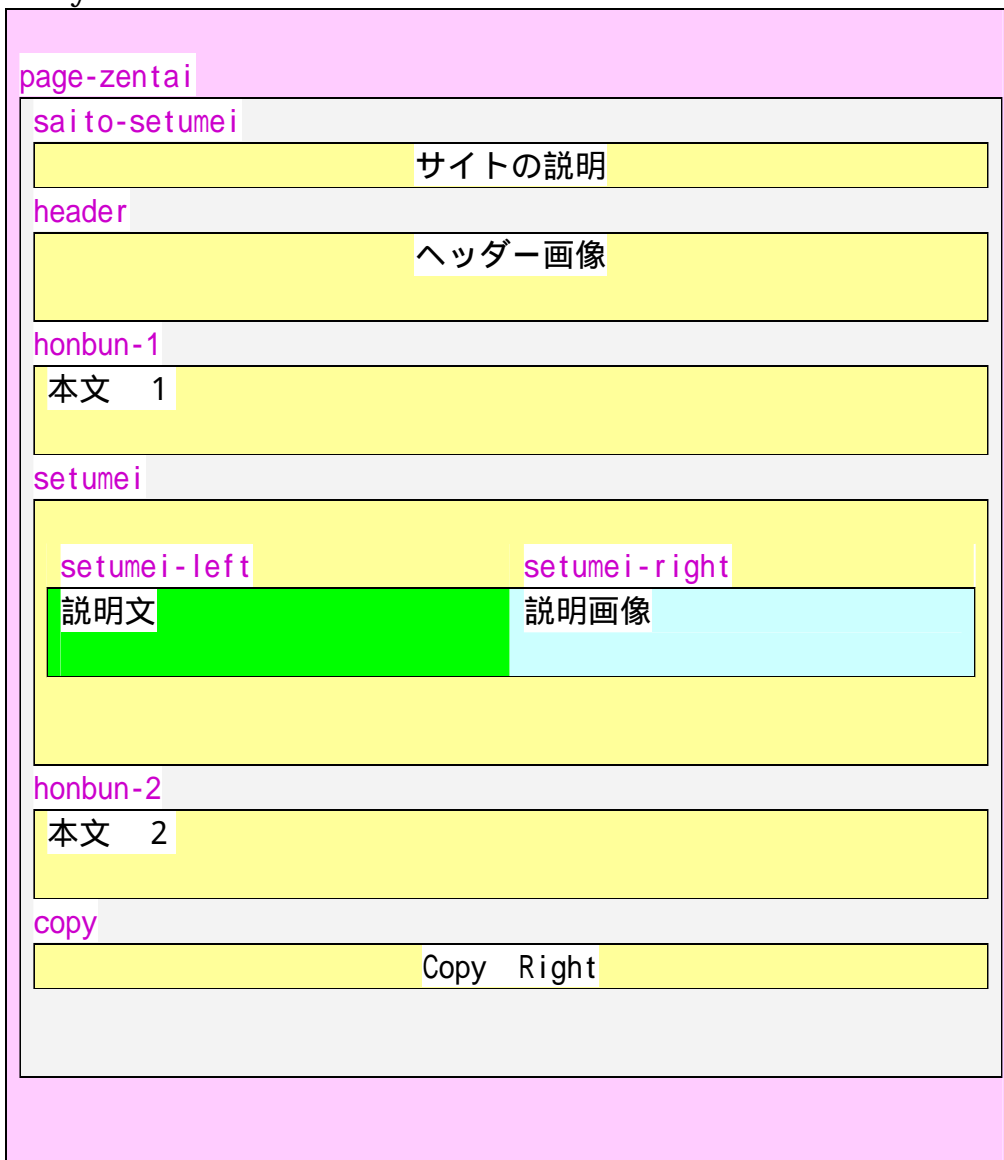 page-zentai
saito-setumei
サイトの説明
header
ヘッダー画像
honbun-1
本文　1
setumei
setumei-left　setumei-right
説明文　説明画像
honbun-2
本文　2
copy
Copy　Right